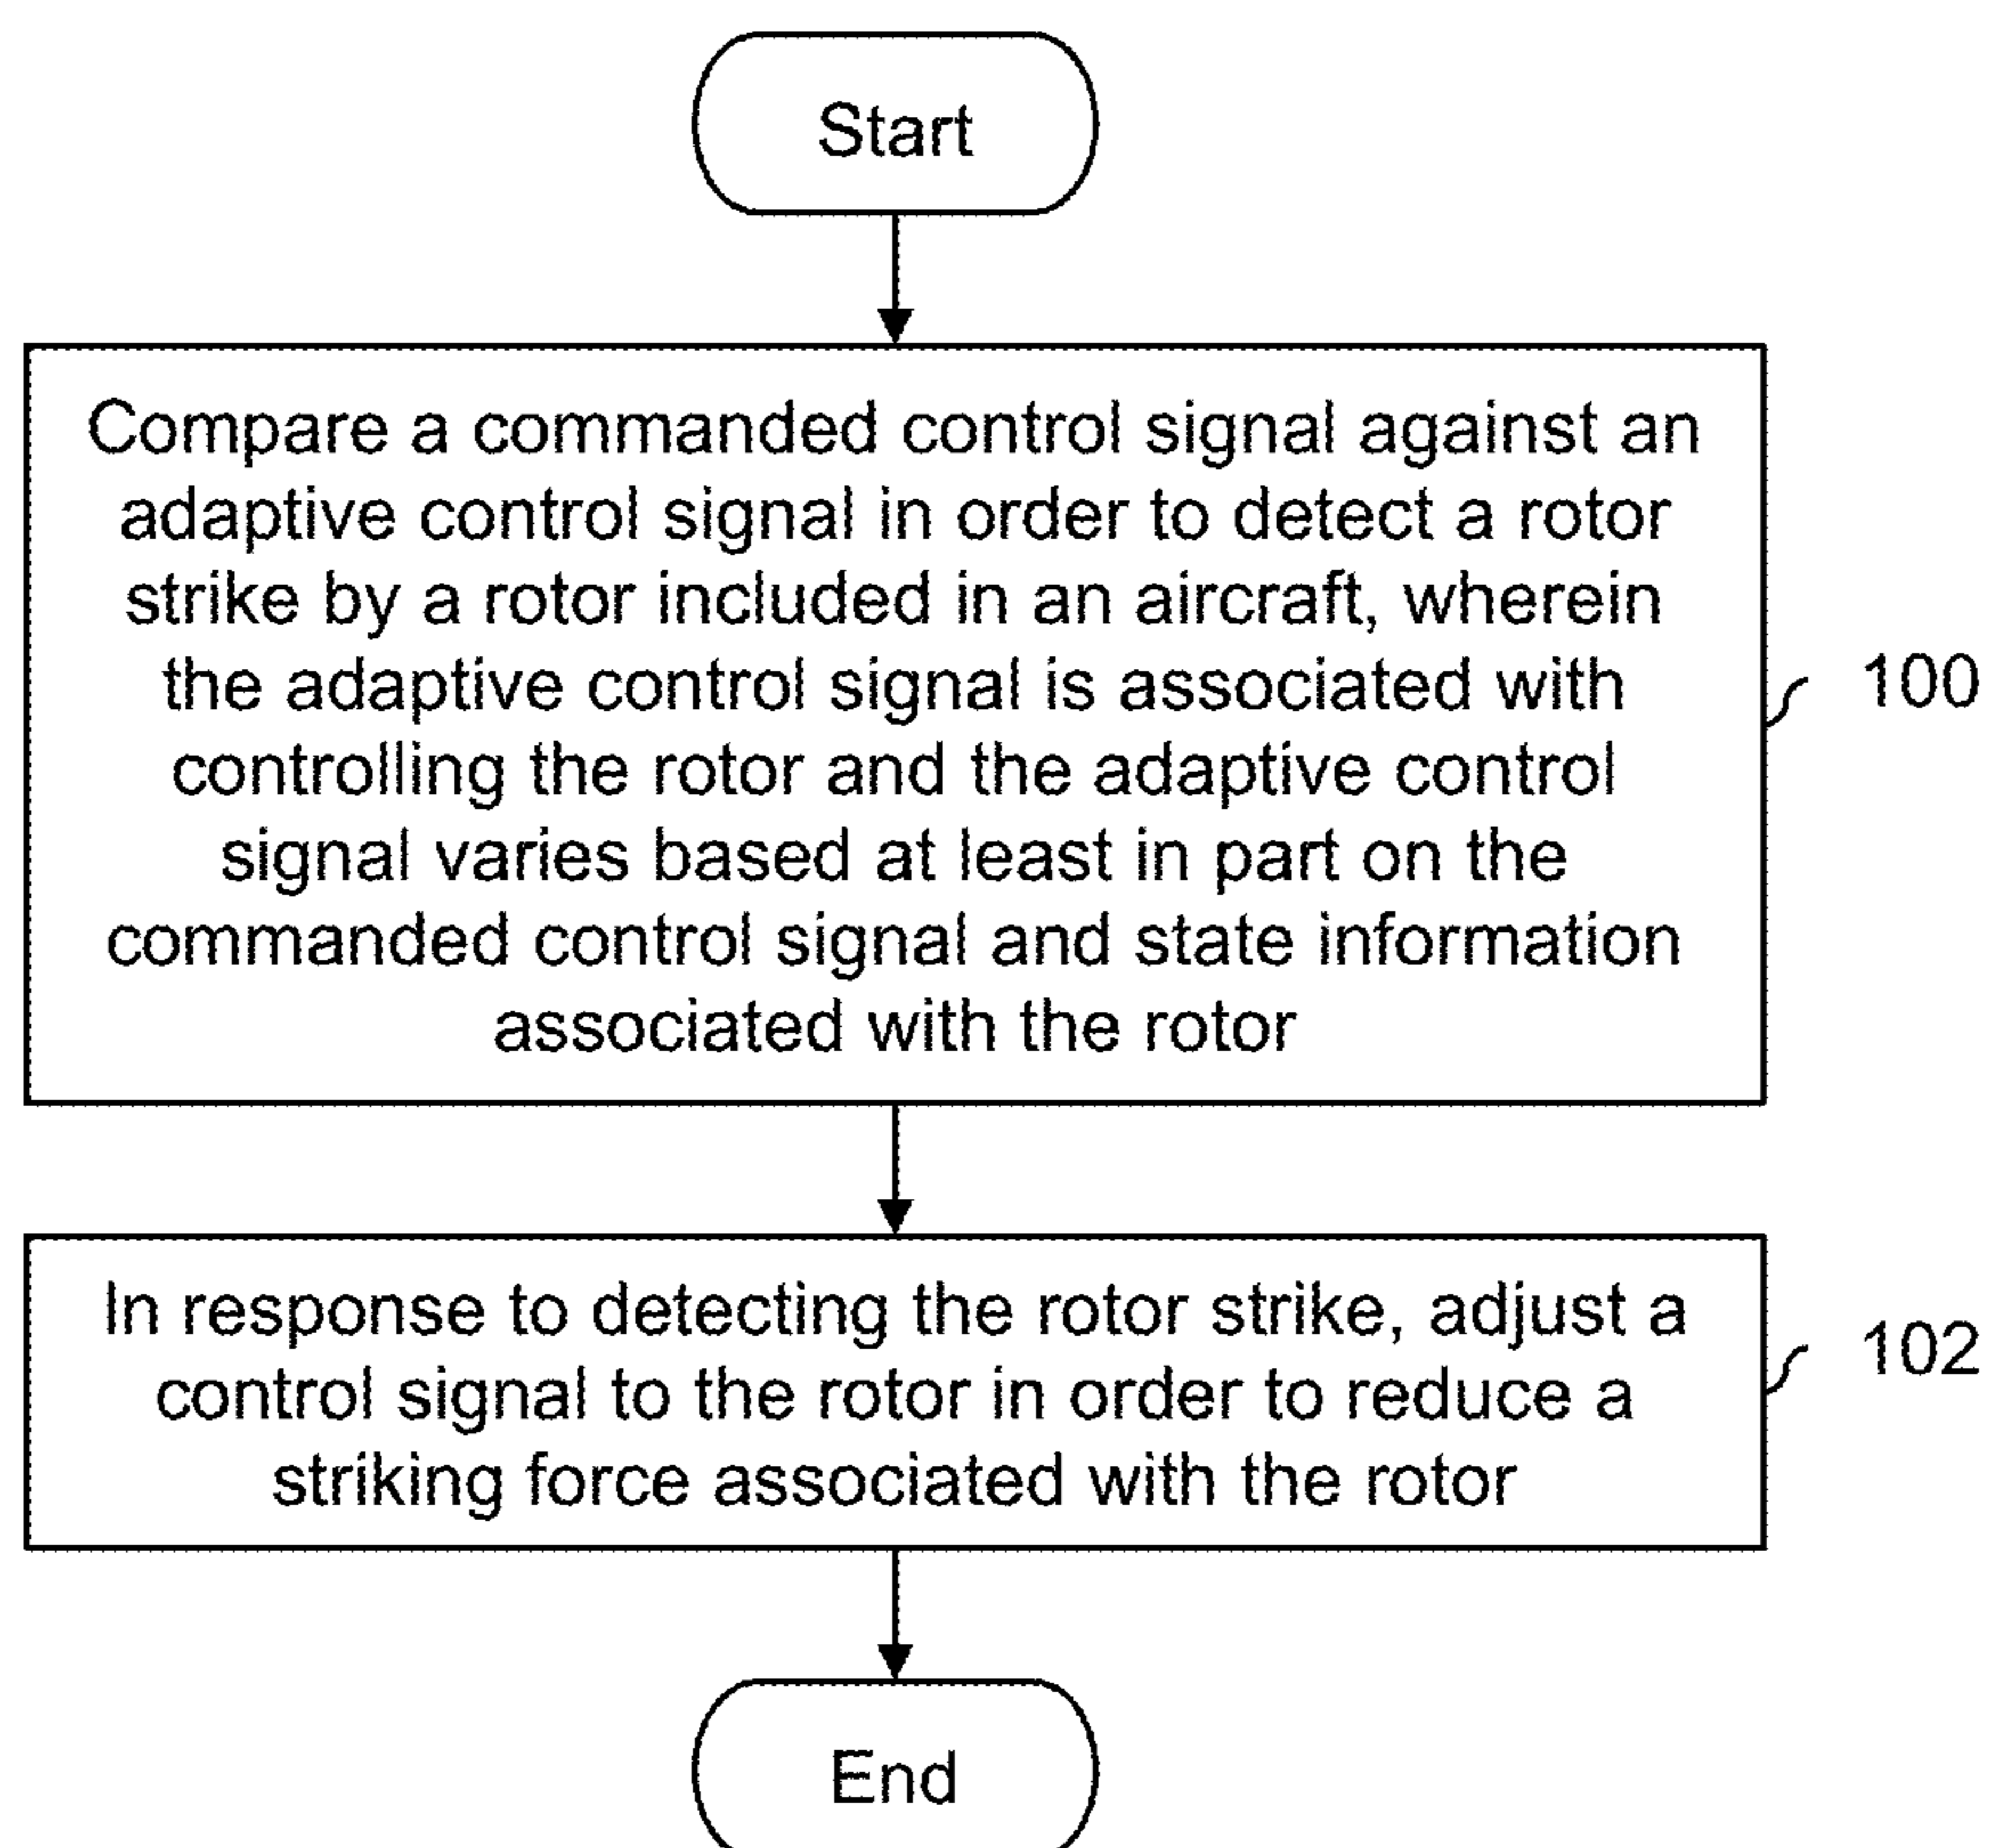 Start
Compare a commanded control signal against an
adaptive control signal in order to detect a rotor
strike by a rotor included in an aircraft, wherein
the adaptive control signal is associated with
controlling the rotor and the adaptive control
signal varies based at least in part on the
commanded control signal and state information
associated with the rotor
100
In response to detecting the rotor strike, adjust a
control signal to the rotor in order to reduce a
striking force associated with the rotor
102
End